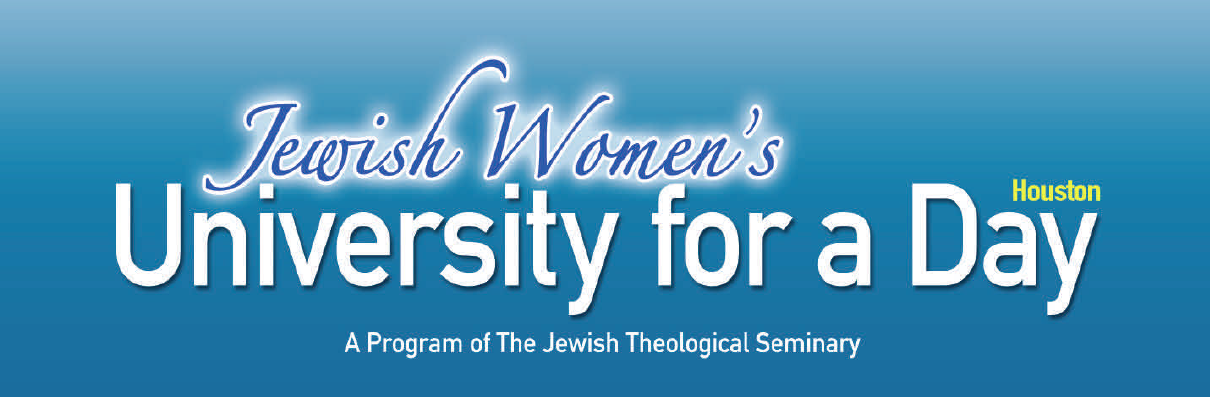 Jewish Women's
University for a Day
Houston
A Program of The Jewish Theological Seminary